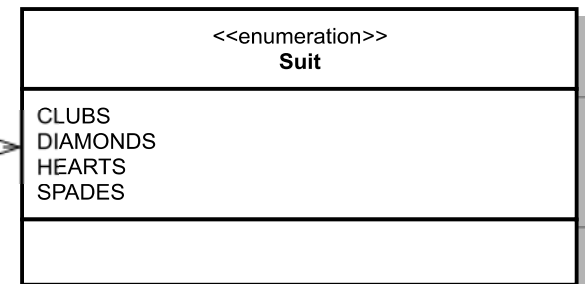 <<enumeration>>
Suit
CLUBS
DIAMONDS
HEARTS
SPADES